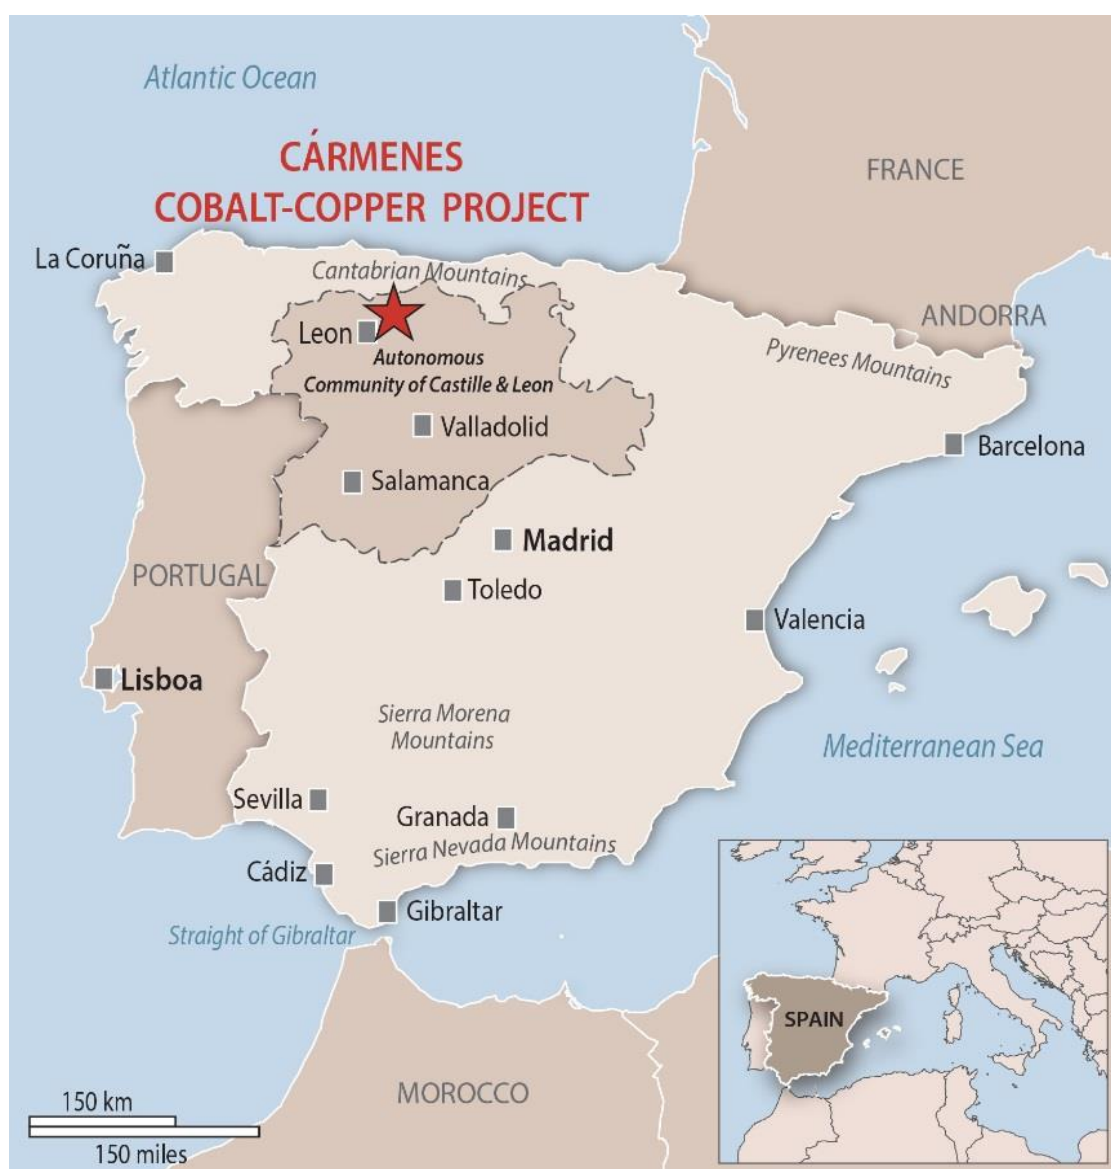 Atlantic Ocean
CÁRMENES
COBALT-COPPER PROJECT
FRANCE
La Coruña
Cantabrian Mountains
ANDORRA
Leon
Autonomous
Community of Castille & Leon
Pyrenees Mountains
Valladolid
Barcelona
Salamanca
Madrid
PORTUGAL
Toledo
Valencia
Lisboa
Sierra Morena
Mountains
Mediterranean Sea
Sevilla
Granada
Sierra Nevada Mountains
Cádiz
Gibraltar
Straight of Gibraltar
SPAIN
MOROCCO
150 km
150 miles